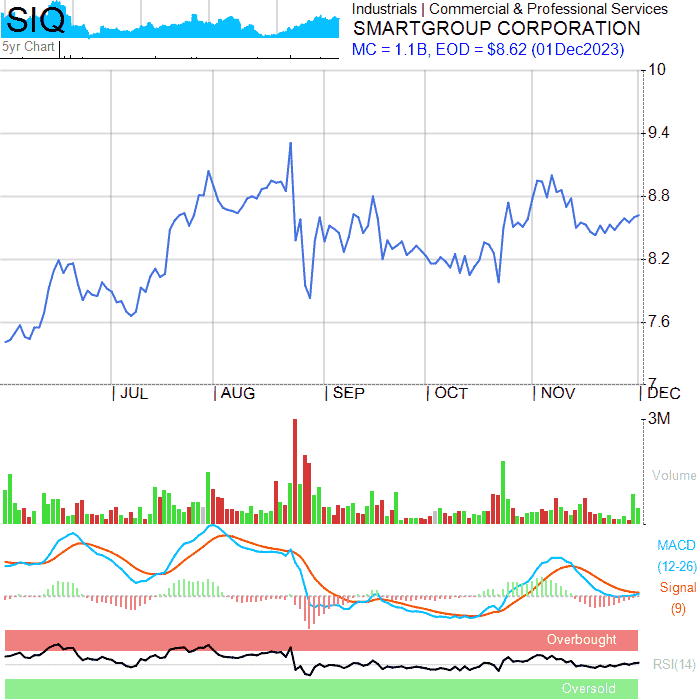 SIQ
5yr Chart
Industrials | Commercial & Professional Services
SMARTGROUP CORPORATION
MC = 1.1B, EOD = $8.62 (01Dec2023)
10
9.4
8.8
8.2
7.6
7
JUL
AUG
SEP
OCT
NOV
DEC
3M
Volume
MACD
(12-26)
Signal
(9)
Overbought
RSI(14)
Oversold